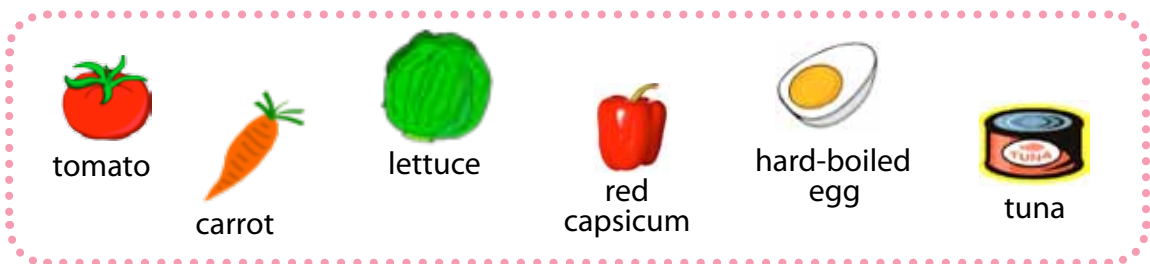 tomato
carrot
lettuce
red
capsicum
hard-boiled
egg
TUNA
tuna